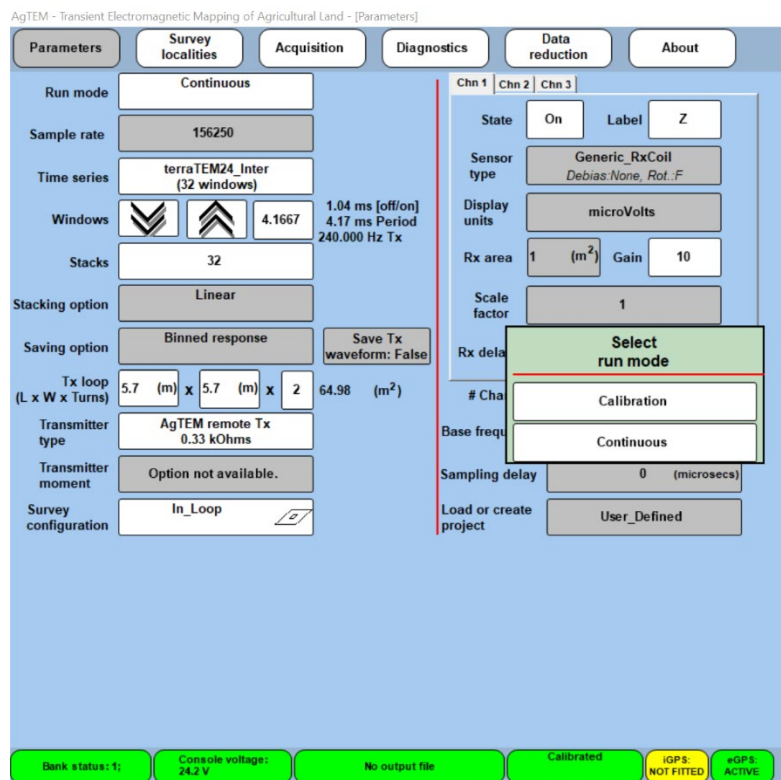 AgTEM - Transient Electromagnetic Mapping of Agricultural Land - [Parameters]
Parameters
Survey
localities
Acquisition
Diagnostics
Data
reduction
About
Run mode
Continuous
Sample rate
156250
Time series
terraTEM24_Inter
(32 windows)
Windows
4.1667
1.04 ms [off/on]
4.17 ms Period
240.000 Hz Tx
Stacks
32
Stacking option
Linear
Saving option
Binned response
Save Tx
waveform: False
Tx loop
(L x W x Turns)
5.7 (m) x 5.7 (m) x 2 64.98 (m²)
Transmitter
type
AgTEM remote Tx
0.33 kOhms
Transmitter
moment
Option not available.
Survey
configuration
In_Loop
Chn 1 Chn 2 Chn 3
State
On
Label
Z
Sensor
type
Generic_RxCoil
Debias:None, Rot.:F
Display
units
microVolts
Rx area
1 (m²)
Gain
10
Scale
factor
1
Rx dela
# Cha
Base frequ
Select
run mode
Calibration
Continuous
Sampling delay
0 (microsecs)
Load or create
project
User_Defined
Bank status: 1;
Console voltage:
24.2 V
No output file
Calibrated
iGPS:
NOT FITTED
eGPS:
ACTIVE